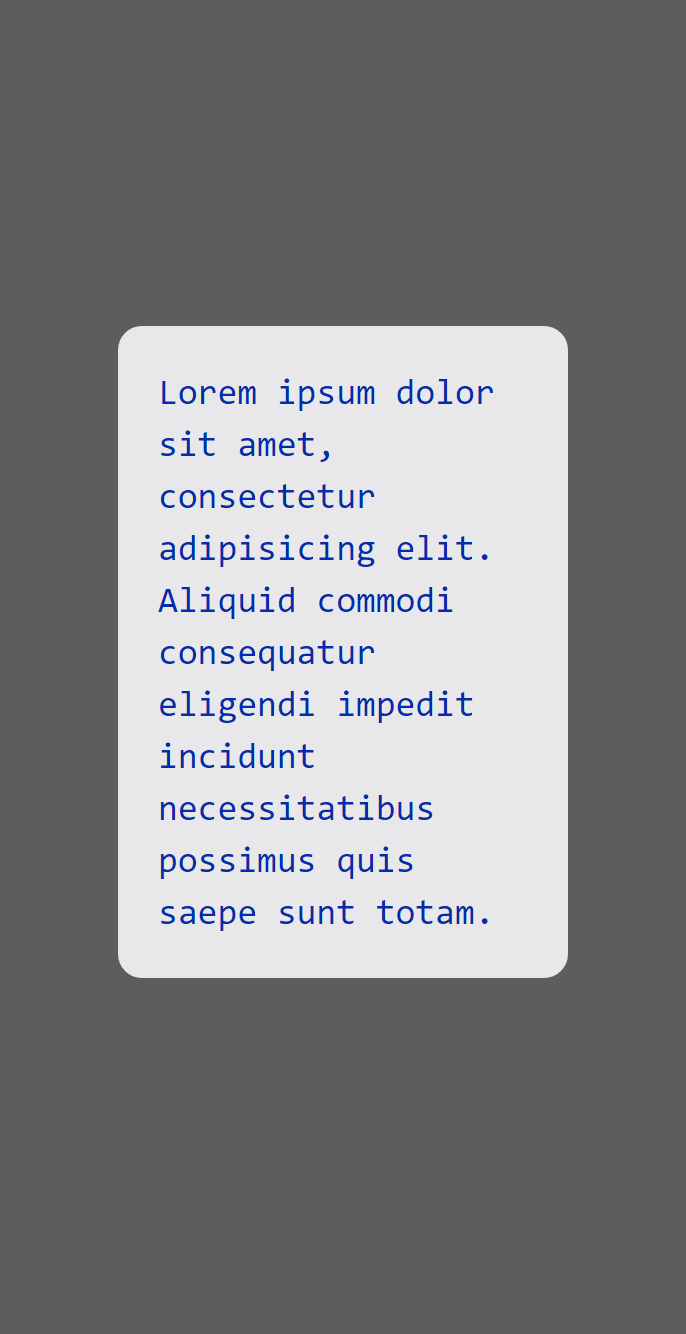 Lorem ipsum dolor
sit amet,
consectetur
adipisicing elit.
Aliquid commodi
consequatur
eligendi impedit
incidunt
necessitatibus
possimus quis
saepe sunt totam.